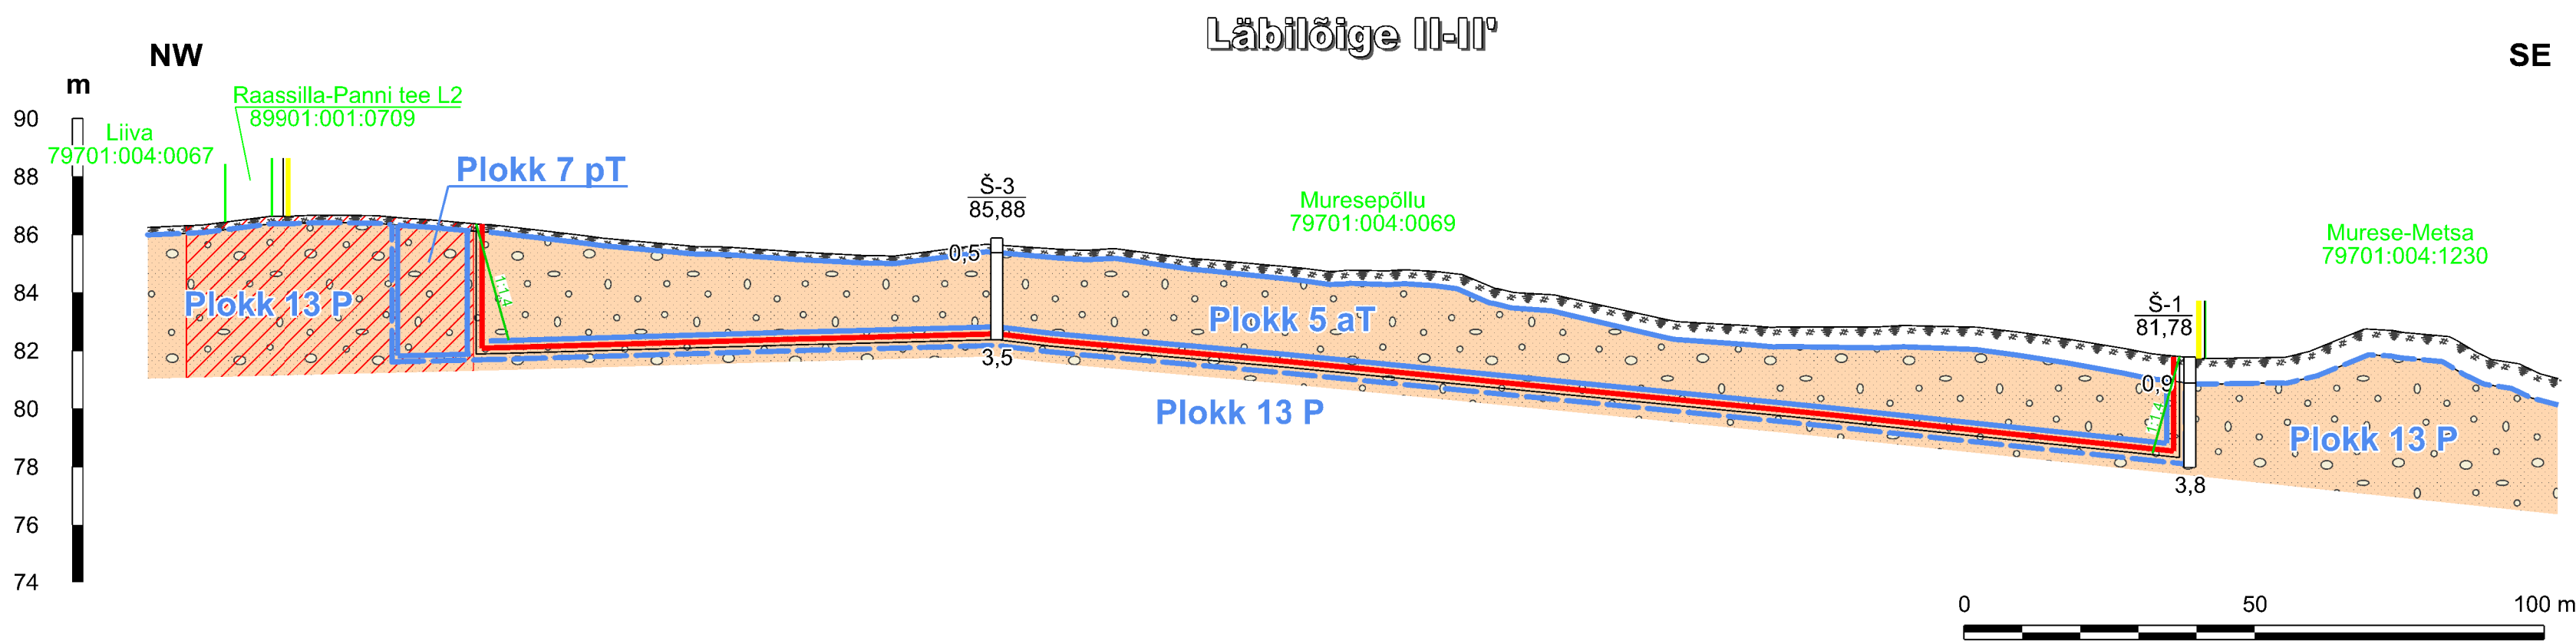 Läbilõige II-II'
NW
SE
m
90
88
86
84
82
80
78
76
74
Liiva
79701:004:0067
Raassilla-Panni tee L2
89901:001:0709
Plokk 7 pT
Š-3
85,88
Muresepõllu
79701:004:0069
Murese-Metsa
79701:004:1230
Š-1
81,78
0,5
1:1,4
Plokk 13 P
Plokk 5 aT
3,5
0,9
1:1,4
Plokk 13 P
Plokk 13 P
3,8
0
50
100 m